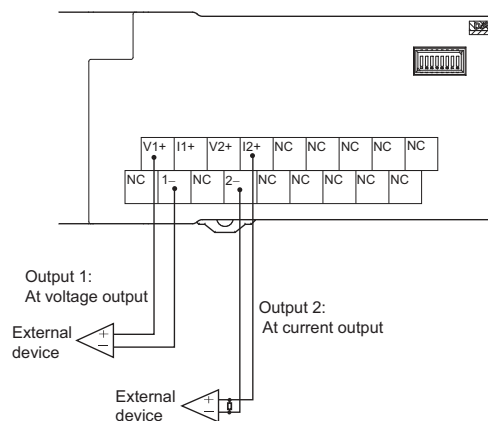 V1+ I1+ V2+ I2+ NC NC NC NC NC
NC 1– NC 2– NC NC NC NC NC
Output 1:
At voltage output
Output 2:
At current output
External
device
+
–
External
device
+
–